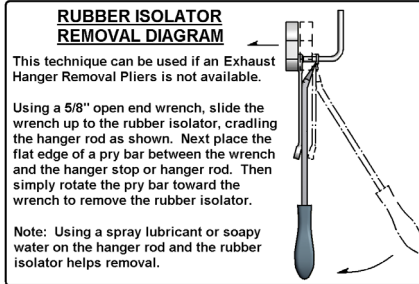 RUBBER ISOLATOR
REMOVAL DIAGRAM
This technique can be used if an Exhaust
Hanger Removal Pliers is not available.
Using a 5/8" open end wrench, slide the
wrench up to the rubber isolator, cradling
the hanger rod as shown. Next place the
flat edge of a pry bar between the wrench
and the hanger stop or hanger rod. Then
simply rotate the pry bar toward the
wrench to remove the rubber isolator.
Note: Using a spray lubricant or soapy
water on the hanger rod and the rubber
isolator helps removal.